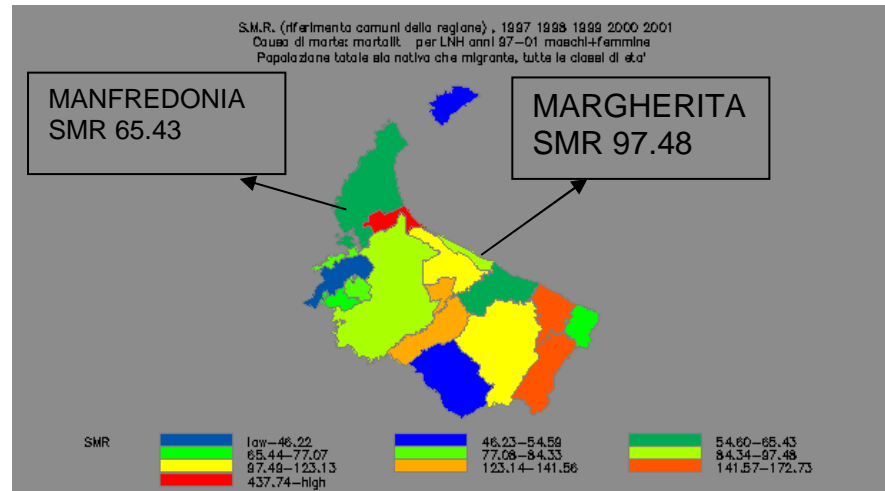 S.M.R. (riferimento comuni della regione) , 1997 1998 1999 2000 2001
Causa di morte: mortalit per LNH anni 97-01 maschi+femmine
Popolazione totale sia nativa che migrante, tutte le classi di eta'
MANFREDONIA
SMR 65.43
MARGHERITA
SMR 97.48
SMR
low-46.22 46.23-54.59 54.60-65.43
65.44-77.07 77.08-84.33 84.34-97.48
97.49-123.13 123.14-141.56 141.57-172.73
437.74-high